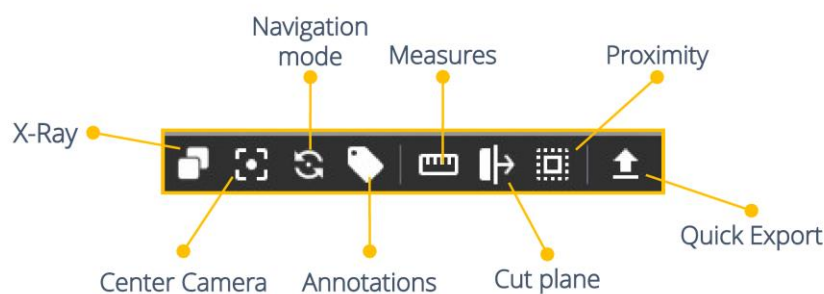 Navigation
mode
Measures
Proximity
X-Ray
Quick Export
Center Camera
Annotations
Cut plane